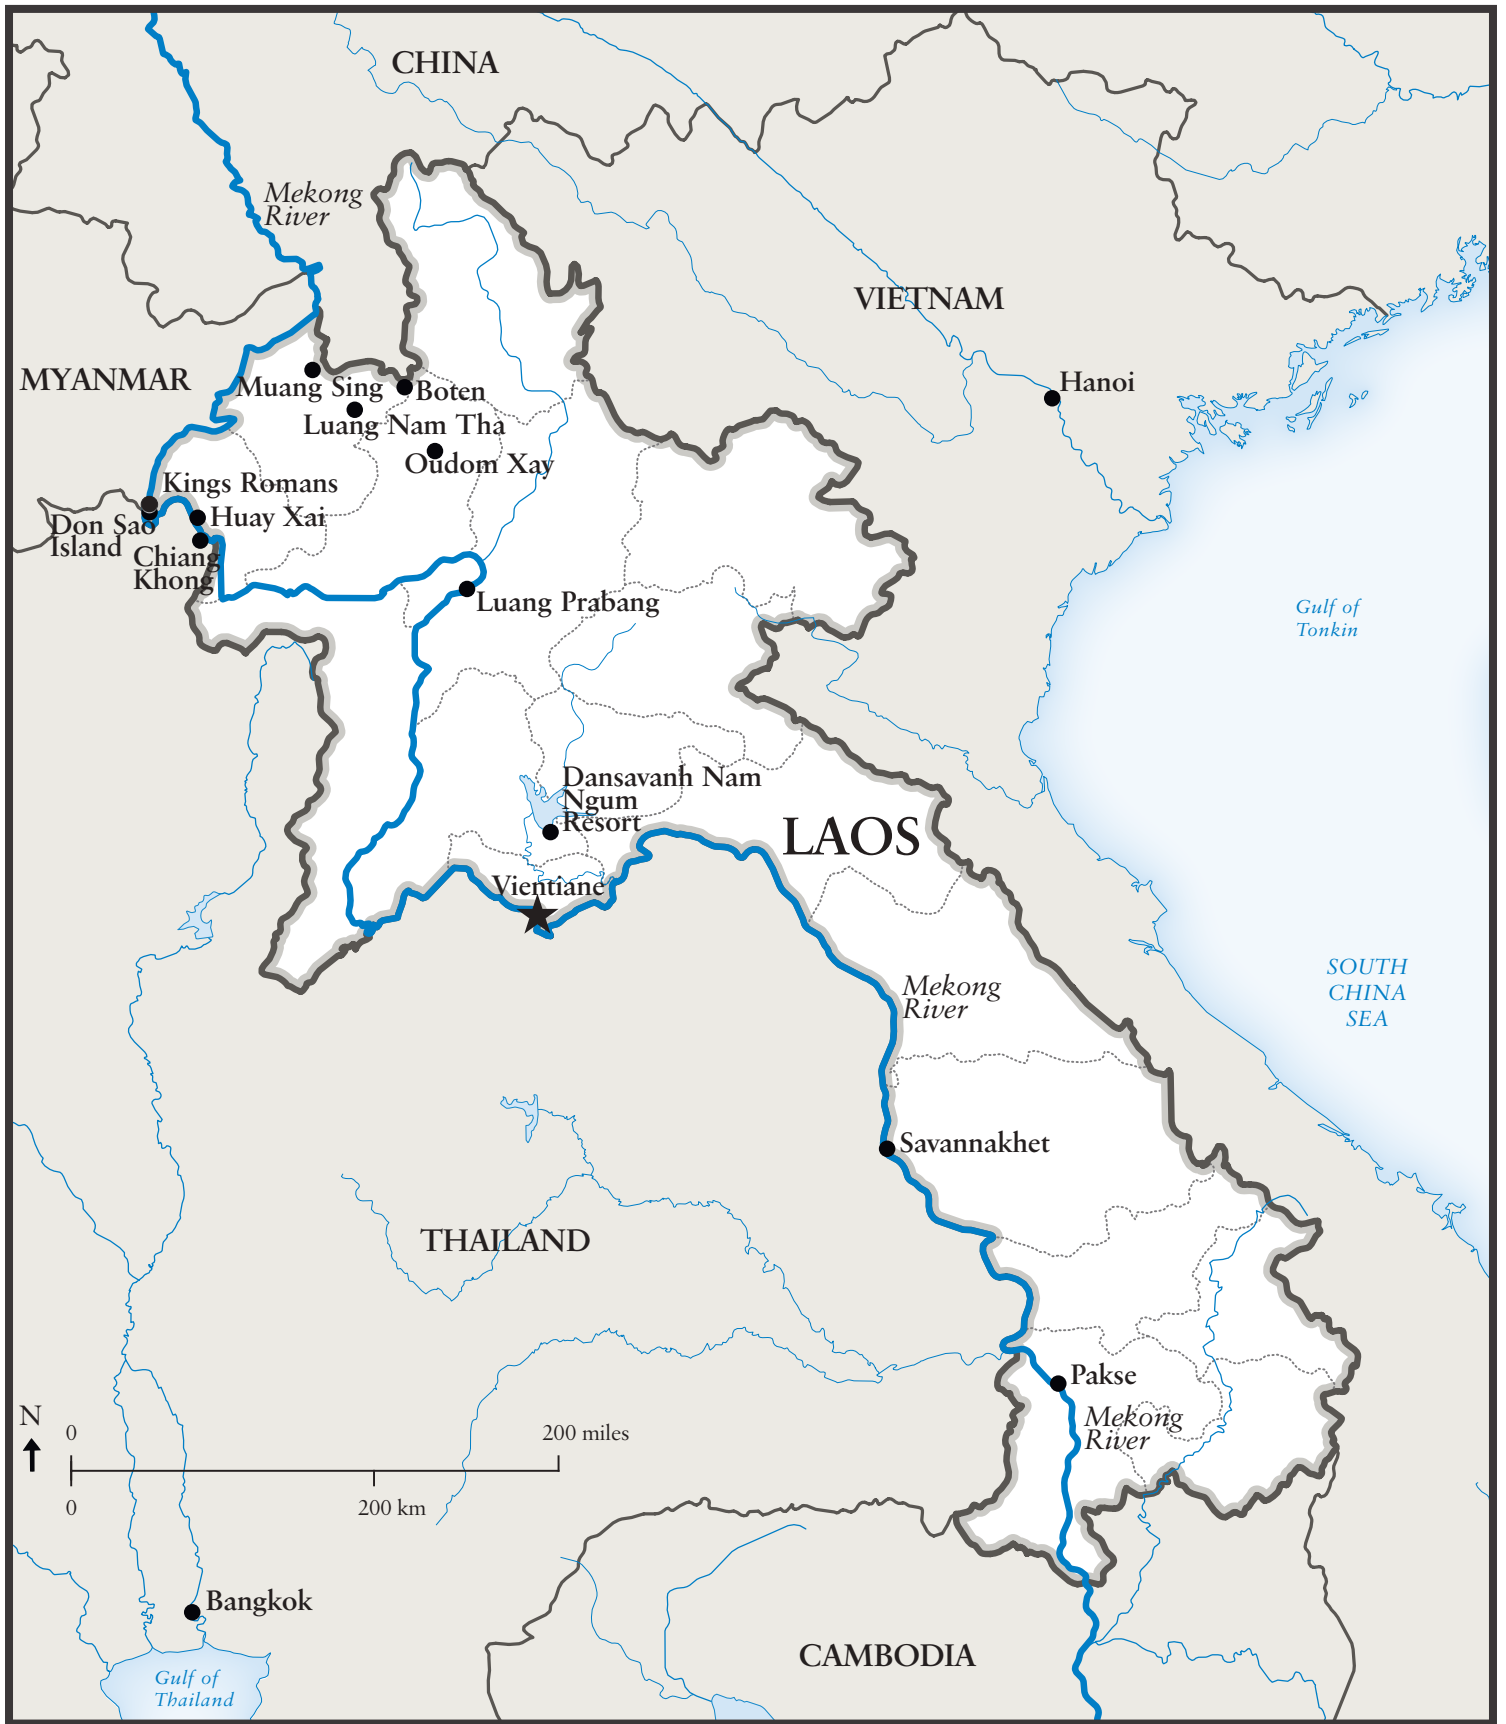 CHINA
Mekong
River
VIETNAM
MYANMAR
Hanoi
Muang Sing
Boten
Luang Nam Tha
Oudom Xay
Kings Romans
Huay Xai
Don Sao
Island
Chiang
Khong
Luang Prabang
Gulf of
Tonkin
Dansavanh Nam
Ngum
Resort
LAOS
Vientiane
SOUTH
CHINA
SEA
Mekong
River
Savannakhet
THAILAND
Pakse
Mekong
River
N
0
200 miles
0
200 km
Bangkok
CAMBODIA
Gulf of
Thailand